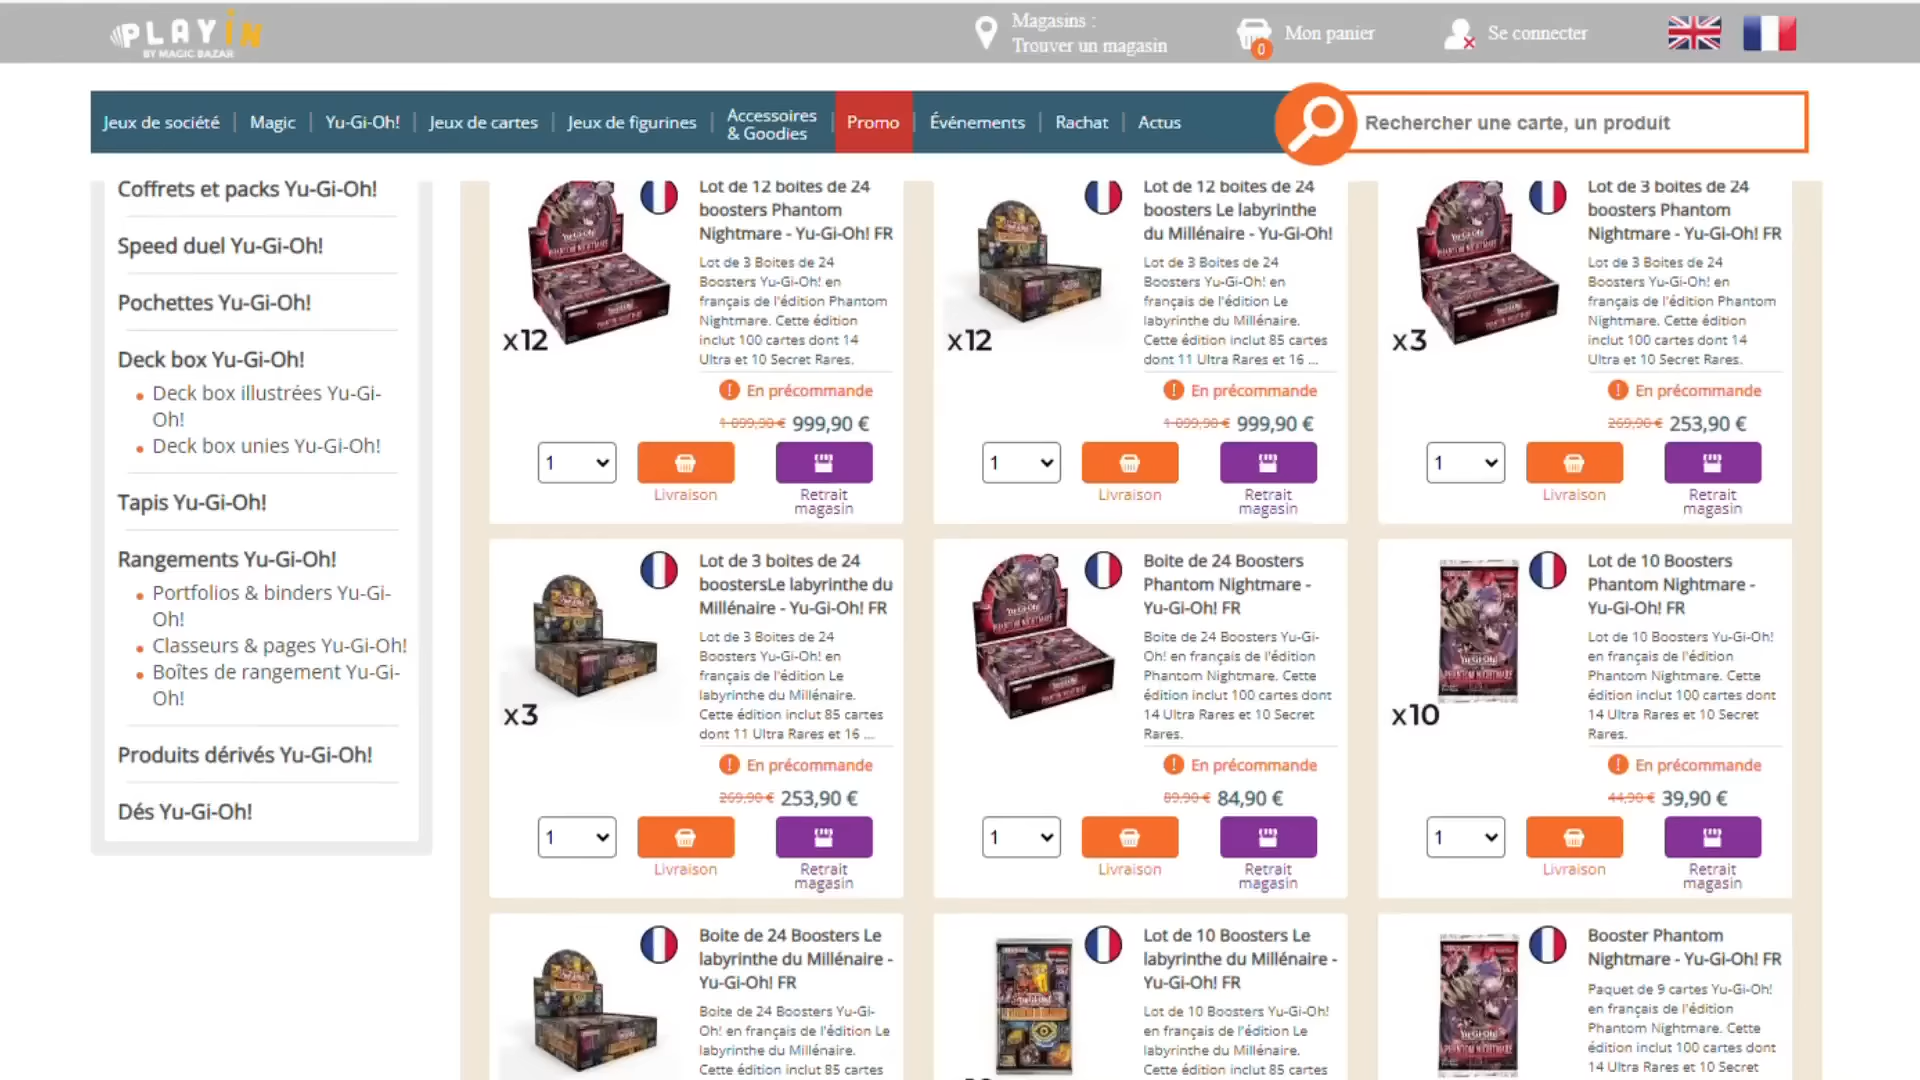 PLAYIN
BY MAGIC BAZAR
Magasins :
Trouver un magasin
0
Mon panier
Se connecter
Jeux de société
Magic
Yu-Gi-Oh!
Jeux de cartes
Jeux de figurines
Accessoires
& Goodies
Promo
Événements
Rachat
Actus
Rechercher une carte, un produit
Coffrets et packs Yu-Gi-Oh!
Speed duel Yu-Gi-Oh!
Pochettes Yu-Gi-Oh!
Deck box Yu-Gi-Oh!
Deck box illustrées Yu-Gi-
Oh!
Deck box unies Yu-Gi-Oh!
Tapis Yu-Gi-Oh!
Rangements Yu-Gi-Oh!
Portfolios & binders Yu-Gi-
Oh!
Classeurs & pages Yu-Gi-Oh!
Boîtes de rangement Yu-Gi-
Oh!
Produits dérivés Yu-Gi-Oh!
Dés Yu-Gi-Oh!
x12
Lot de 12 boites de 24
boosters Phantom
Nightmare - Yu-Gi-Oh! FR
Lot de 3 Boites de 24
Boosters Yu-Gi-Oh! en
français de l'édition Phantom
Nightmare. Cette édition
inclut 100 cartes dont 14
Ultra et 10 Secret Rares.
En précommande
1 099,90 € 999,90 €
1
Livraison
Retrait
magasin
x12
Lot de 12 boites de 24
boosters Le labyrinthe
du Millénaire - Yu-Gi-Oh!
Lot de 3 Boites de 24
Boosters Yu-Gi-Oh! en
français de l'édition Le
labyrinthe du Millénaire.
Cette édition inclut 85 cartes
dont 11 Ultra Rares et 16 ...
En précommande
1 099,90 € 999,90 €
1
Livraison
Retrait
magasin
x3
Lot de 3 boites de 24
boosters Phantom
Nightmare - Yu-Gi-Oh! FR
Lot de 3 Boites de 24
Boosters Yu-Gi-Oh! en
français de l'édition Phantom
Nightmare. Cette édition
inclut 100 cartes dont 14
Ultra et 10 Secret Rares.
En précommande
269,90 € 253,90 €
1
Livraison
Retrait
magasin
x3
Lot de 3 boites de 24
boostersLe labyrinthe du
Millénaire - Yu-Gi-Oh! FR
Lot de 3 Boites de 24
Boosters Yu-Gi-Oh! en
français de l'édition Le
labyrinthe du Millénaire.
Cette édition inclut 85 cartes
dont 11 Ultra Rares et 16 ...
En précommande
269,90 € 253,90 €
1
Livraison
Retrait
magasin
Boite de 24 Boosters
Phantom Nightmare -
Yu-Gi-Oh! FR
Boite de 24 Boosters Yu-Gi-
Oh! en français de l'édition
Phantom Nightmare. Cette
édition inclut 100 cartes dont
14 Ultra Rares et 10 Secret
Rares.
En précommande
89,90 € 84,90 €
1
Livraison
Retrait
magasin
x10
Lot de 10 Boosters
Phantom Nightmare -
Yu-Gi-Oh! FR
Lot de 10 Boosters Yu-Gi-Oh!
en français de l'édition
Phantom Nightmare. Cette
édition inclut 100 cartes dont
14 Ultra Rares et 10 Secret
Rares.
En précommande
44,90 € 39,90 €
1
Livraison
Retrait
magasin
Boite de 24 Boosters Le
labyrinthe du Millénaire -
Yu-Gi-Oh! FR
Boite de 24 Boosters Yu-Gi-
Oh! en français de l'édition Le
labyrinthe du Millénaire.
Cette édition inclut 85 cartes
Lot de 10 Boosters Le
labyrinthe du Millénaire -
Yu-Gi-Oh! FR
Lot de 10 Boosters Yu-Gi-Oh!
en français de l'édition Le
labyrinthe du Millénaire.
Cette édition inclut 85 cartes
Booster Phantom
Nightmare - Yu-Gi-Oh! FR
Paquet de 9 cartes Yu-Gi-Oh!
en français de l'édition
Phantom Nightmare. Cette
édition inclut 100 cartes dont
14 Ultra Rares et 10 Secret